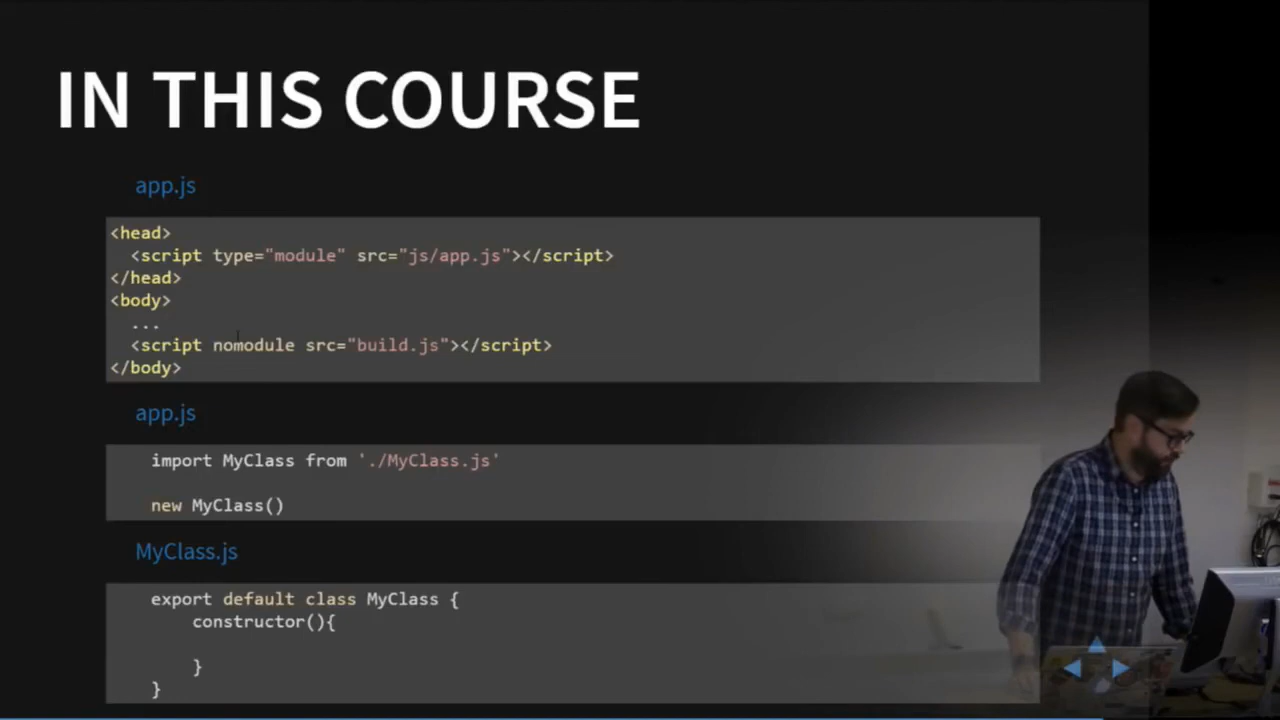 IN THIS COURSE
app.js
<head>
<script type="module" src="js/app.js"></script>
</head>
<body>
...
<script nomodule src="build.js"></script>
</body>
app.js
import MyClass from './MyClass.js'
new MyClass()
MyClass.js
export default class MyClass {
constructor(){
}
}